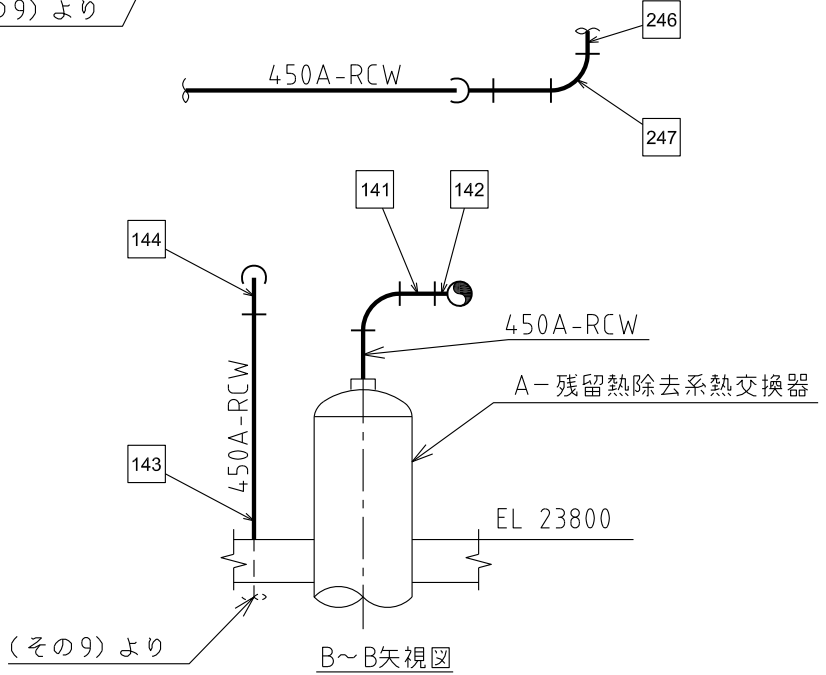 の9) より
246
450A-RCW
247
141
142
144
450A-RCW
450A-RCW
A-残留熱除去系熱交換器
143
EL 23800
(その9) より
B~B矢視図